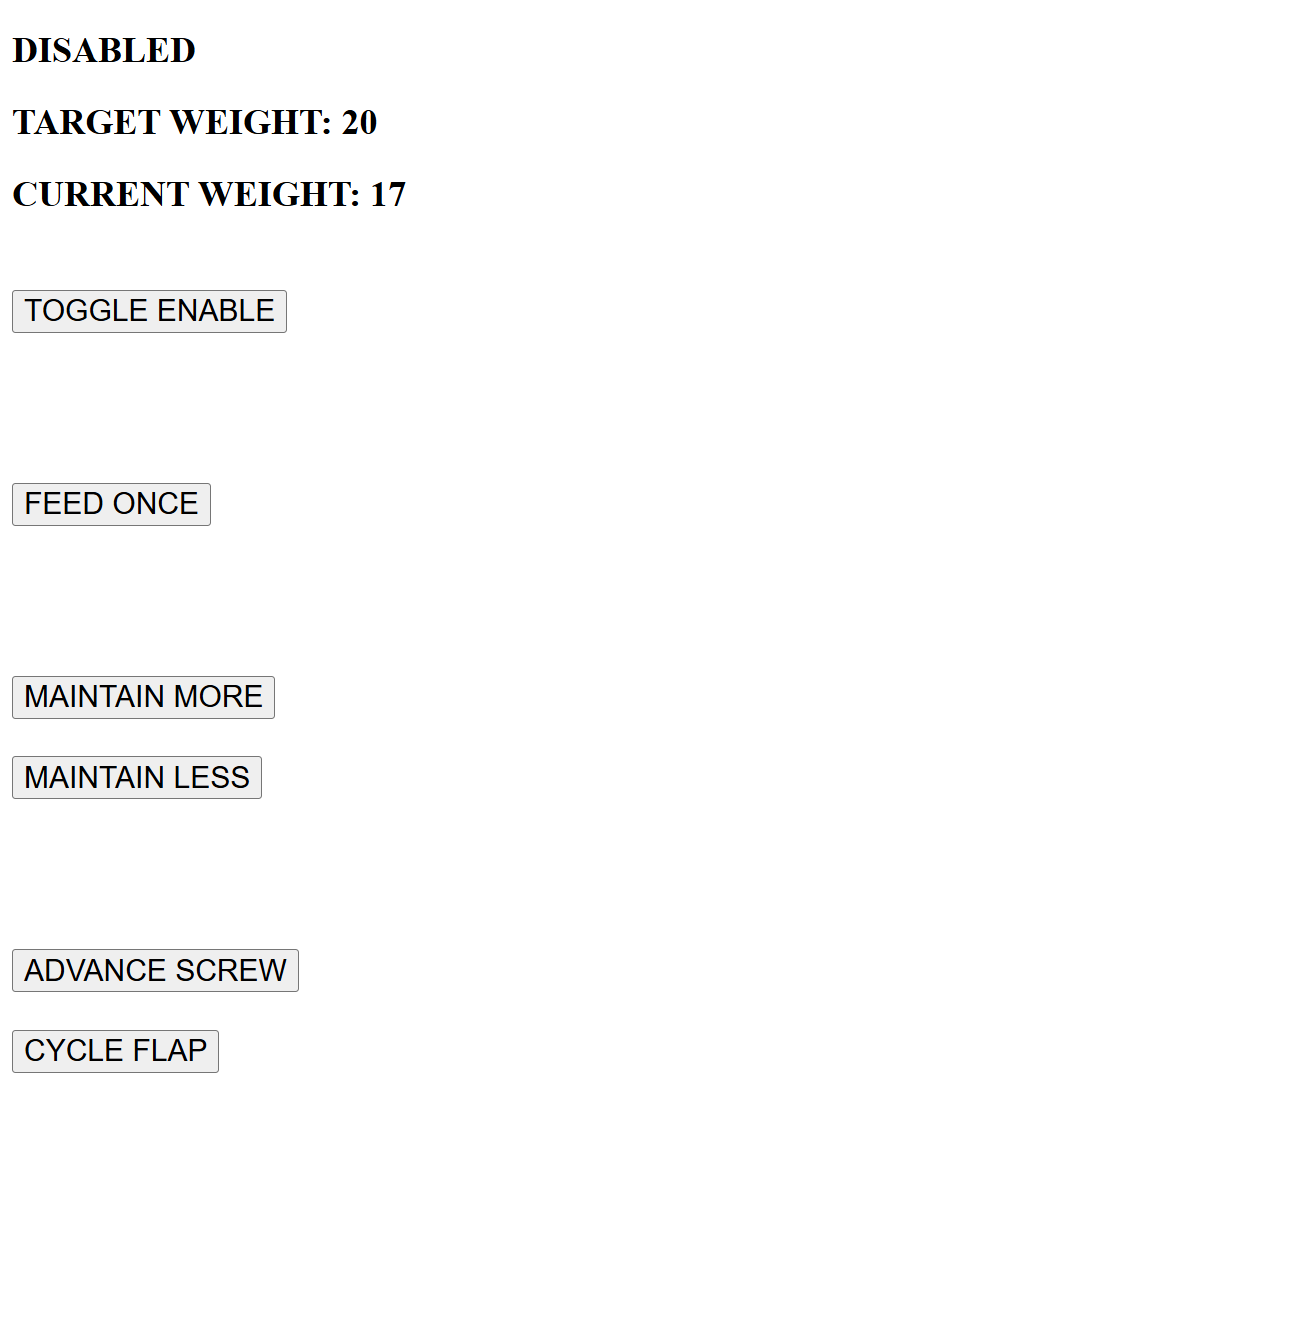 DISABLED
TARGET WEIGHT: 20
CURRENT WEIGHT: 17
TOGGLE ENABLE
FEED ONCE
MAINTAIN MORE
MAINTAIN LESS
ADVANCE SCREW
CYCLE FLAP